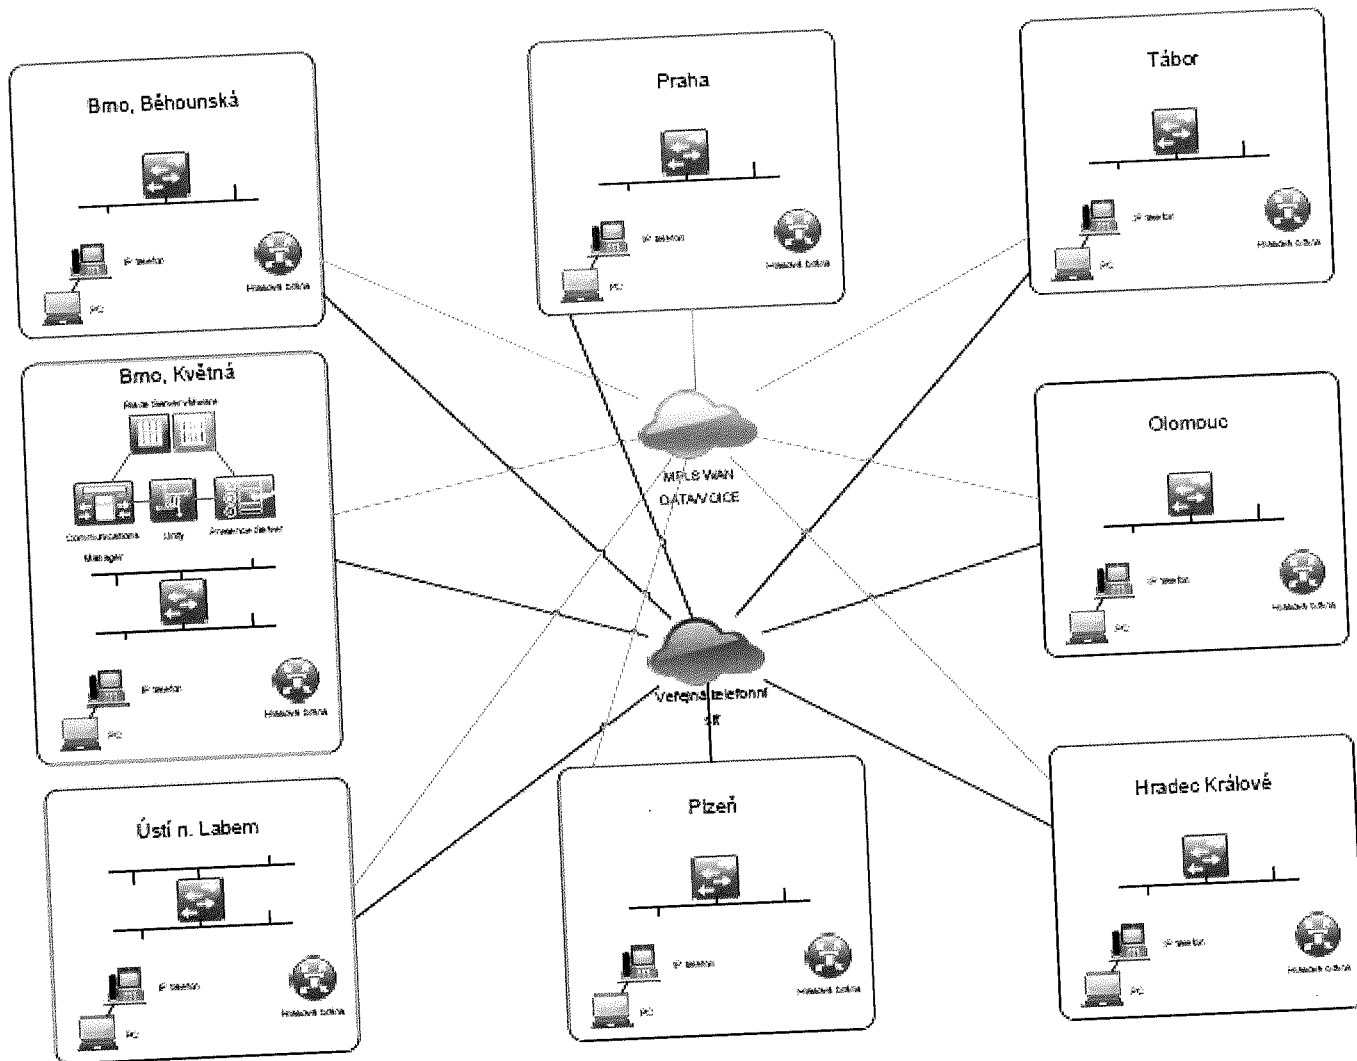 Brno, Běhounská
IP telefon
Hlasová brána
PC
Praha
IP telefon
Hlasová brána
PC
Tábor
IP telefon
Hlasová brána
PC
Brno, Květná
Server VMware
Communications
Manager
Unity
Presence Server
IP telefon
Hlasová brána
PC
MPLS WAN
DATA/VOICE
Olomouc
IP telefon
Hlasová brána
PC
Veřejná telefonní
síť
Ústí n. Labem
IP telefon
Hlasová brána
PC
Plzeň
IP telefon
Hlasová brána
PC
Hradec Králové
IP telefon
Hlasová brána
PC